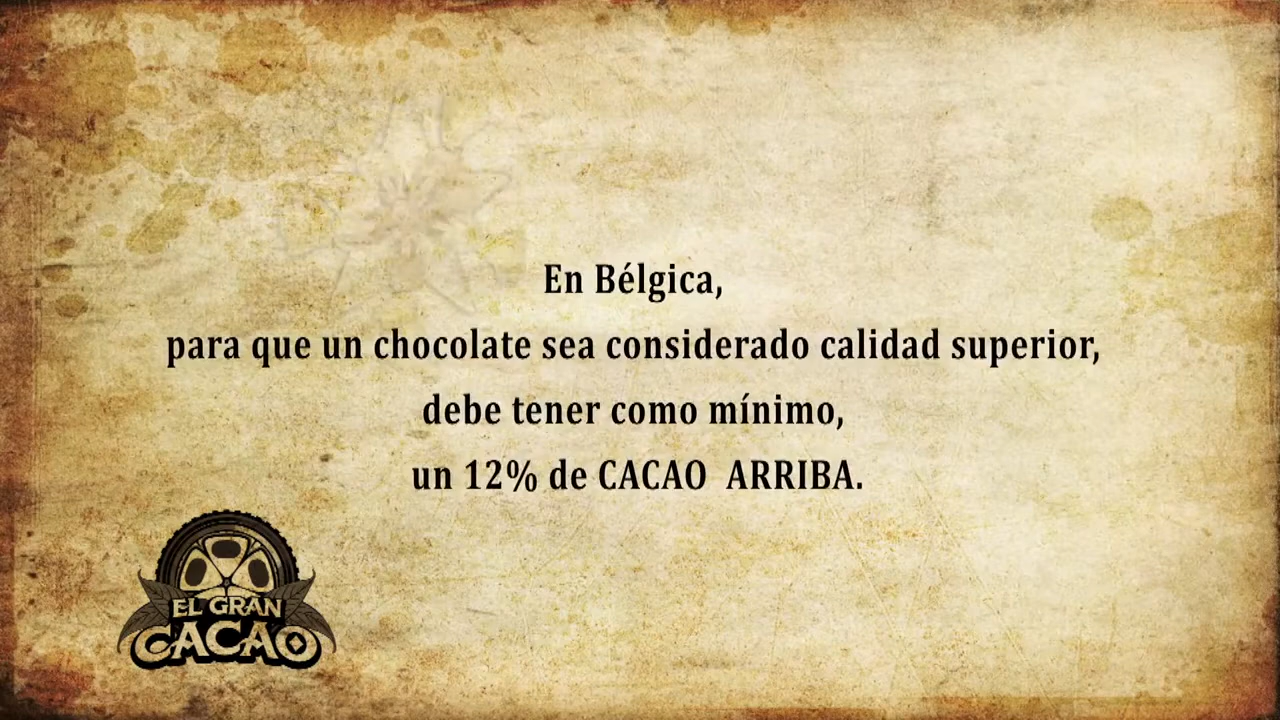 En Bélgica,
para que un chocolate sea considerado calidad superior,
debe tener como mínimo,
un 12% de CACAO ARRIBA.
EL GRAN
CACAO